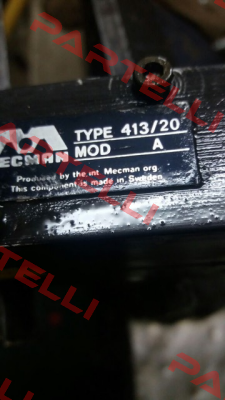 PARTELLI
TYPE 413/20
MECMAN MOD A
Produced by the int Mecman org.
This component is made in Sweden
PARTELLI
PARTELLI